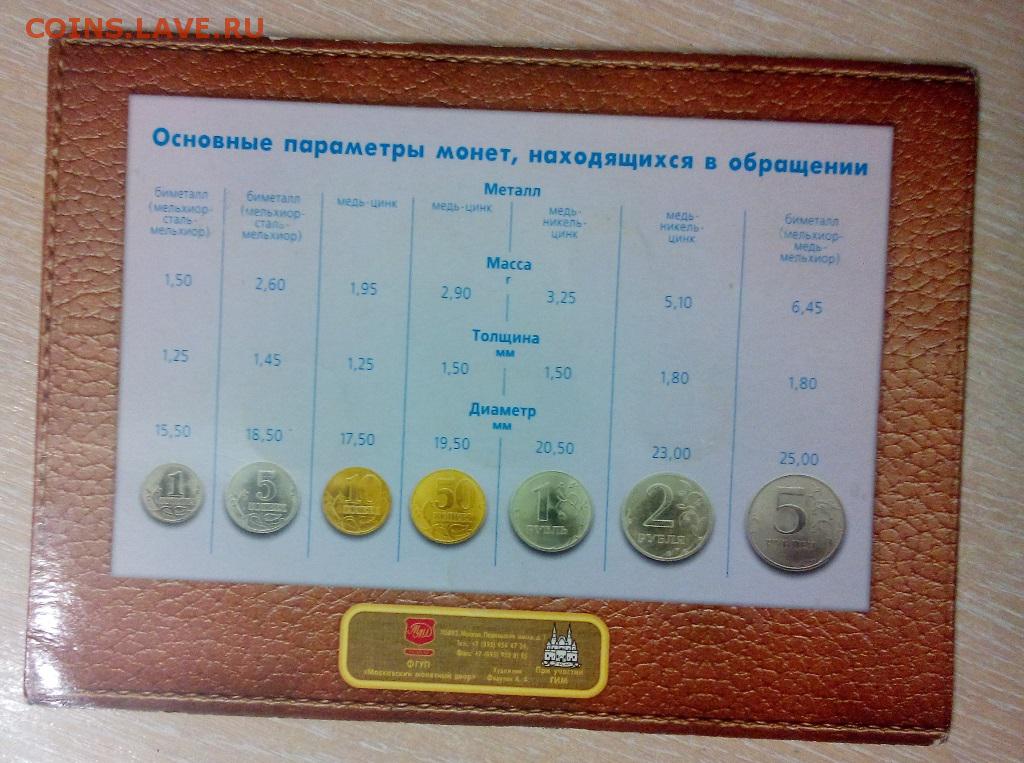 COINS.LAVE.RU
Основные параметры монет, находящихся в обращении
Металл
биметалл
(мельхиор-
сталь-
мельхиор)
биметалл
(мельхиор-
сталь-
мельхиор)
медь-цинк
медь-цинк
медь-
никель-
цинк
медь-
никель-
цинк
биметалл
(мельхиор-
медь-
мельхиор)
Масса
г
1,50
2,60
1,95
2,90
3,25
5,10
6,45
Толщина
мм
1,25
1,45
1,25
1,50
1,50
1,80
1,80
Диаметр
мм
15,50
18,50
17,50
19,50
20,50
23,00
25,00
1
5
10
50
1
РУБЛЬ
2
РУБЛЯ
5
ФГУП
«Московский монетный двор»
При участии
ГИМ